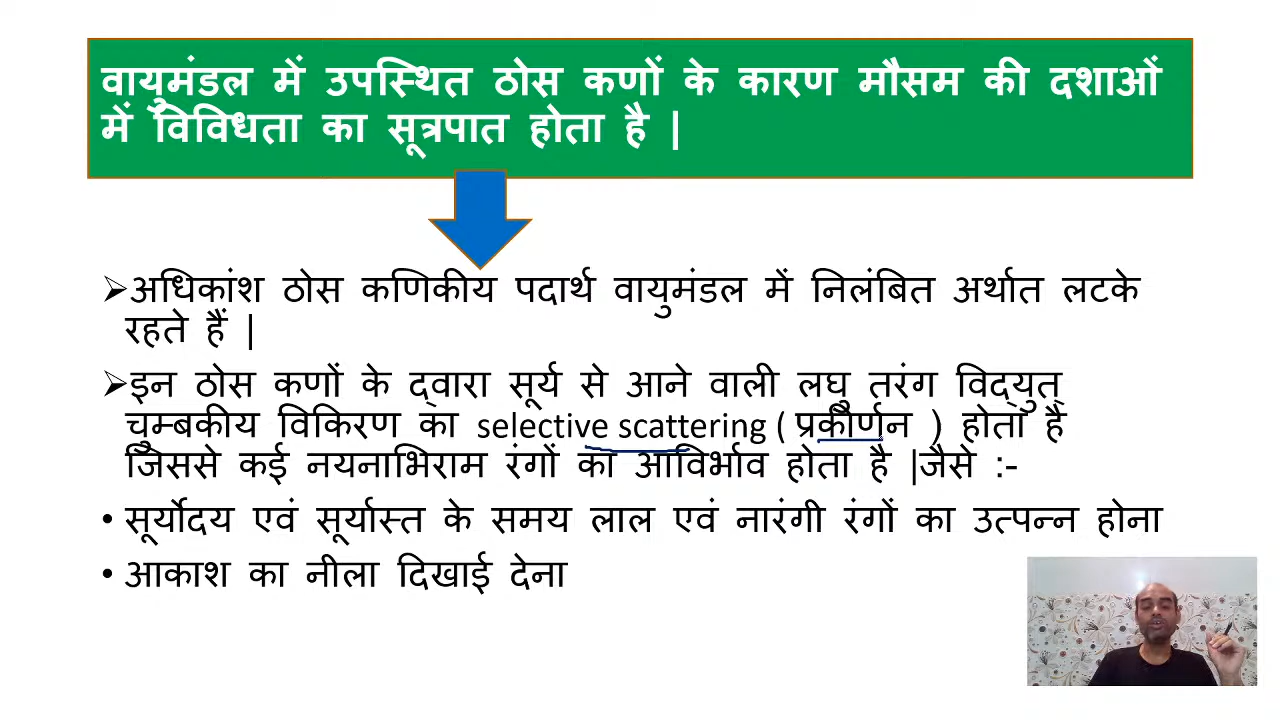 वायुमंडल में उपस्थित ठोस कणों के कारण मौसम की दशाओं
में विविधता का सूत्रपात होता है |
➢अधिकांश ठोस कणिकीय पदार्थ वायुमंडल में निलंबित अर्थात लटके
रहते हैं |
➢इन ठोस कणों के द्वारा सूर्य से आने वाली लघु तरंग विद्युत्
चुम्बकीय विकिरण का selective scattering ( प्रकीर्णन ) होता है
जिससे कई नयनाभिराम रंगों का आविर्भाव होता है |जैसे :-
• सूर्योदय एवं सूर्यास्त के समय लाल एवं नारंगी रंगों का उत्पन्न होना
• आकाश का नीला दिखाई देना